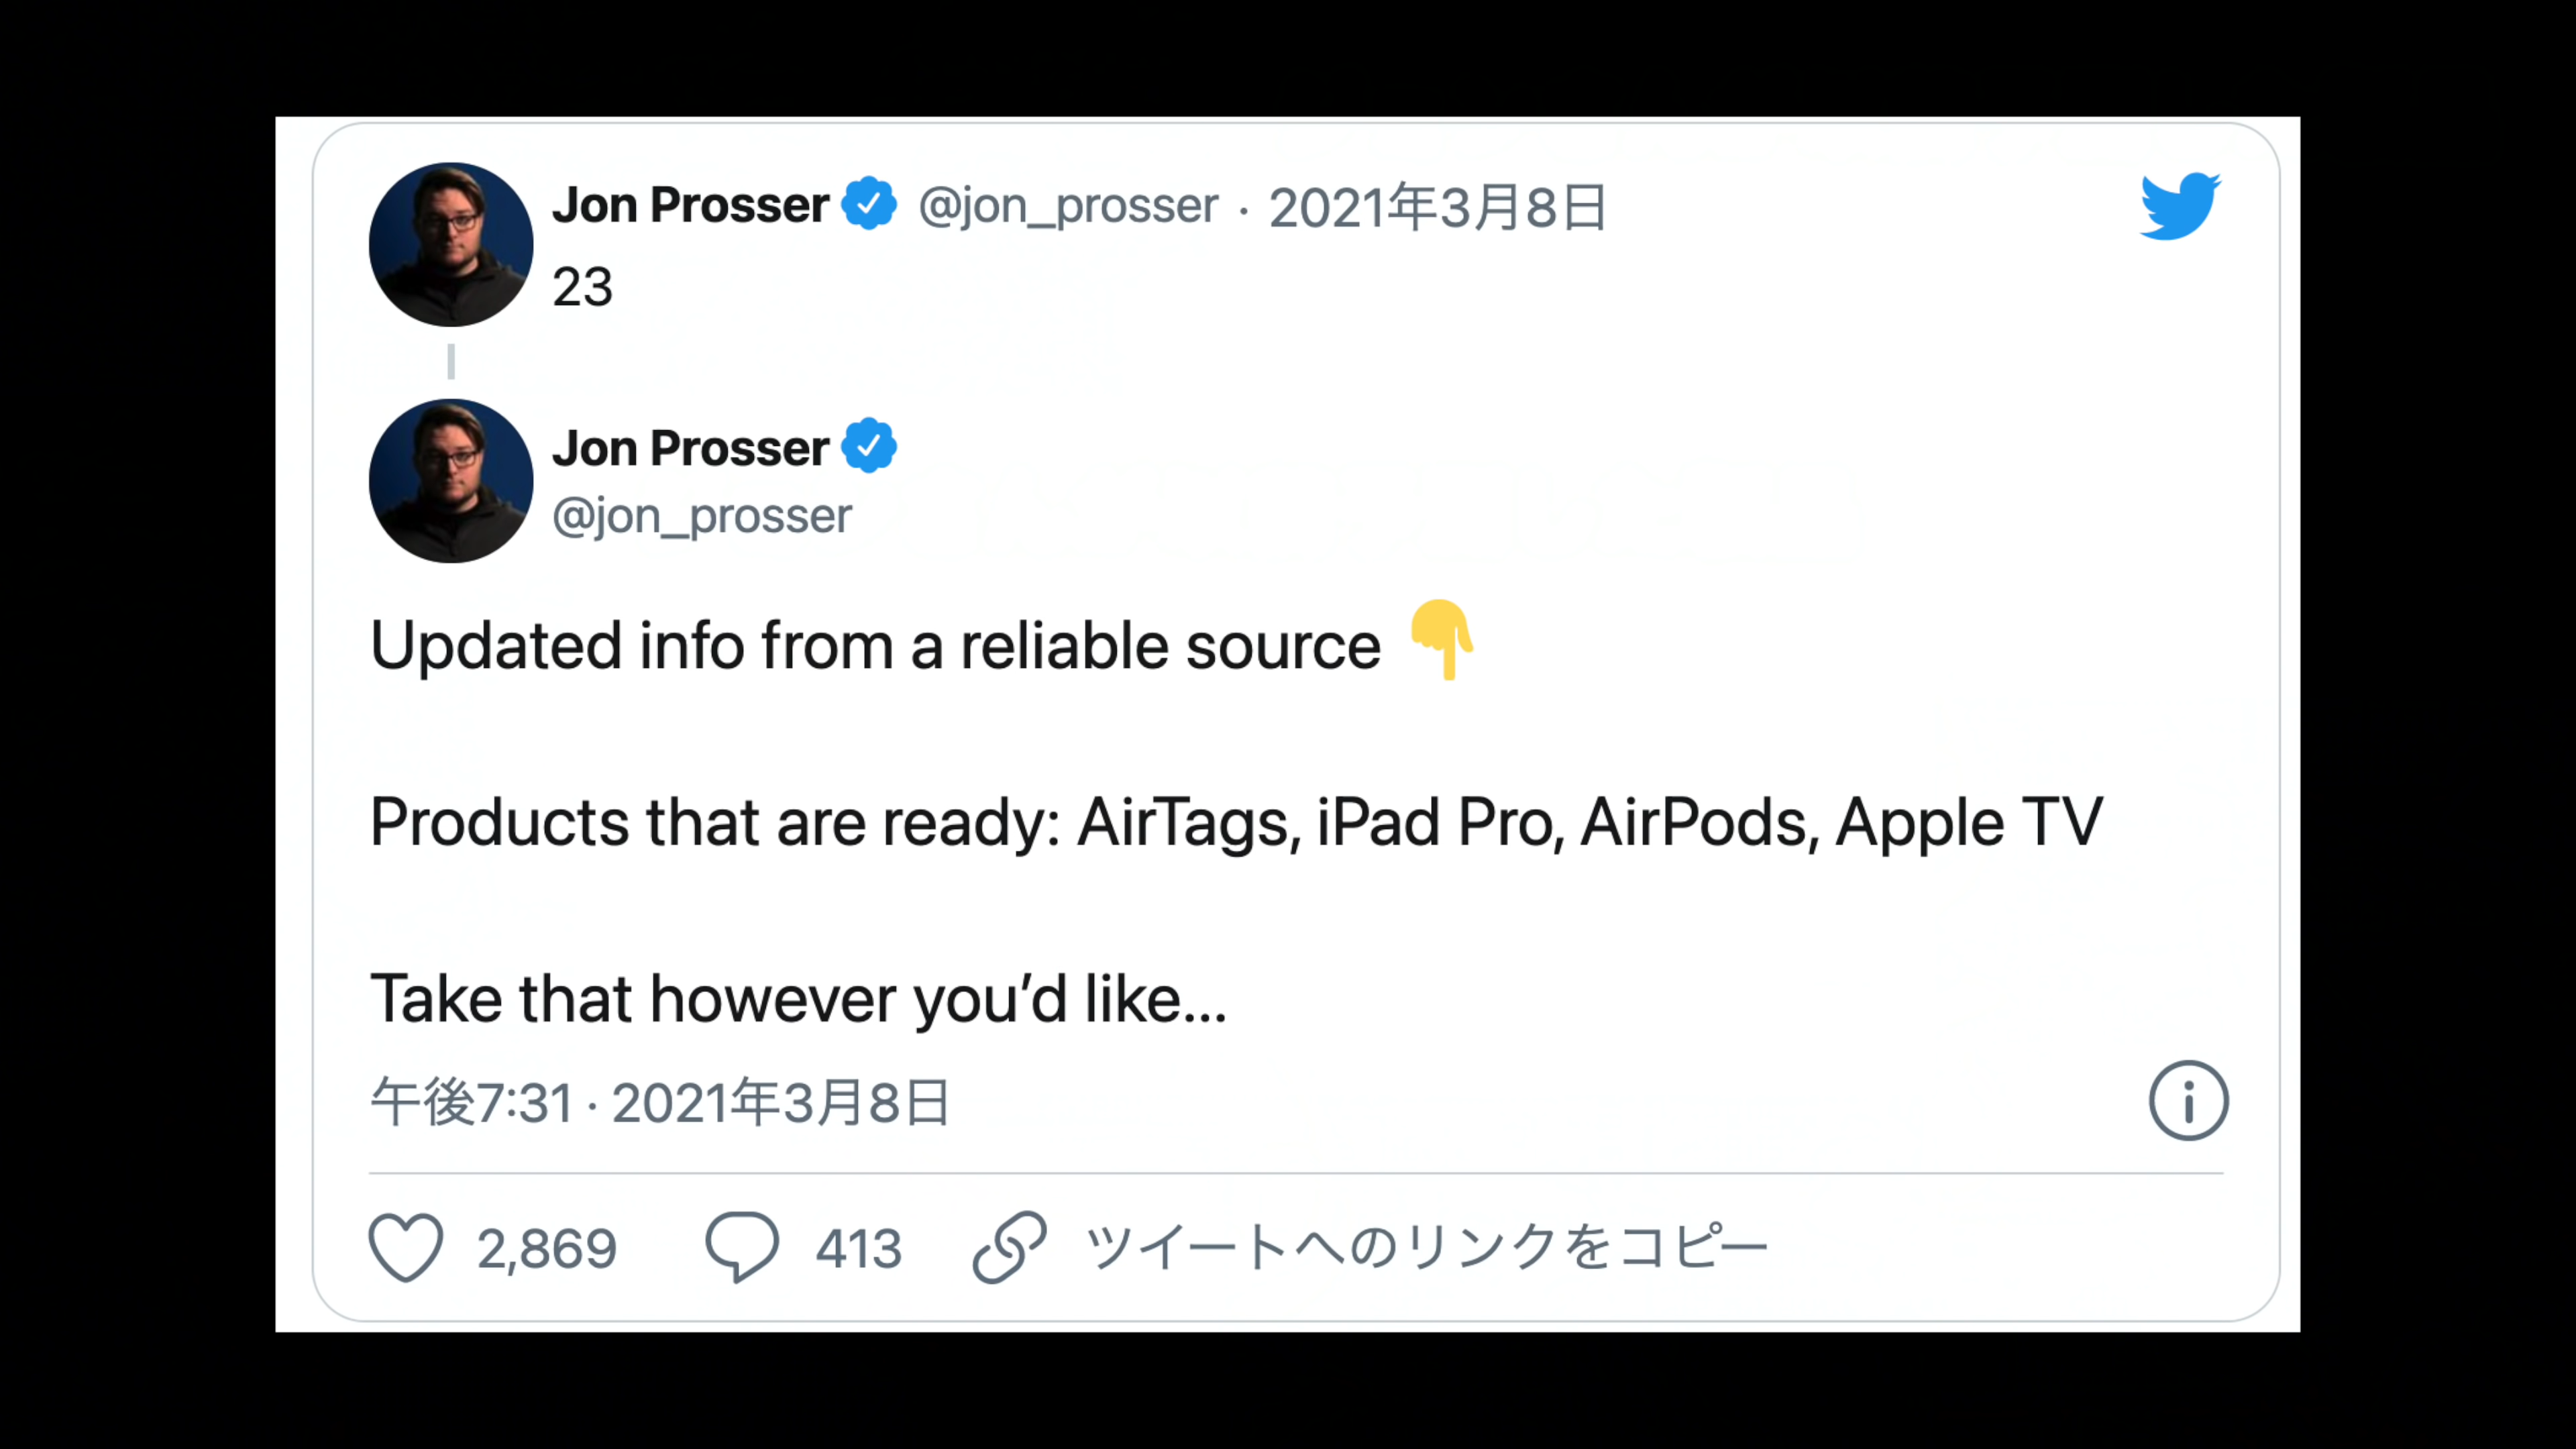 Jon Prosser @jon_prosser · 2021年3月8日
23
Jon Prosser
@jon_prosser
Updated info from a reliable source 👇
Products that are ready: AirTags, iPad Pro, AirPods, Apple TV
Take that however you’d like...
午後7:31 · 2021年3月8日
2,869 413 ツイートへのリンクをコピー